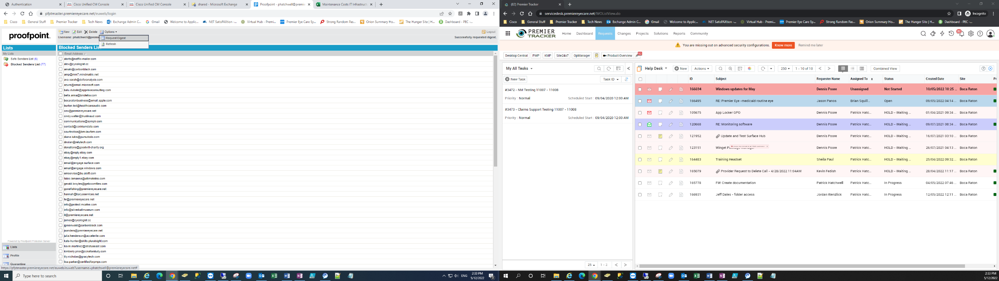 Authentication
Cisco Unified CM Console
Cisco Unified CM Console
shared - Microsoft Exchange
Proofpoint - phatchwell@premie
Maintenance Costs IT Infrastruct
pfptmaster.premiereyecare.net/euweb/login
Cisco
General Stuff
Premier Tracker
Tech News
Exchange Admin C...
Gmail
Welcome to Applic...
NET SatisFAXtion -...
Virtual Hub - Premi...
Premier Eye Care Sy...
Strong Random Pas...
Orion Summary Ho...
The Hunger Site | H...
Dashboard - PEC -...
proofpoint.
New
Edit
Delete
Options
Logout
Username: phatchwell@premi
Successfully requested digest.
Request Digest
Refresh
Lists
My Lists
Safe Senders List (6)
Blocked Senders List (77)
Blocked Senders Li
Email Address
alerts@netflix-mailer.com
alex@cycologist.cc
amaki@carbonblack.com
amp@mm7.mindmatrix.net
ava.sarah@doforanalysis.com
azure@email.microsoft.com
balu.dubale@apprisiaconsulting.com
bella.anna@briotetra.com
bocaratonbusiness@email.apple.com
burton.ted@healthcareaudio.com
ceo@premiereyecare.net
cindy.walter@trustinaud.com
communications@symplr.com
contact@coriniumdata.com
courtnotice@bm-lawfirm.com
diana.lukis@pursutodo.com
dnolan@relutech.com
donations@goodwill-charity.org
ebay@reply.ebay.com
ebay@reply1.ebay.com
email@engage.surface.com
email@engage.windows.com
emservice@bu.aisift.com
fabio.lamanna@utlimatetrio.com
gerald.broyles@getzoomfiles.com
gonefishing@premiereyecare.net
hannah@karyaservices.net
hr@premiereyecare.net
info@protect.mcafee.com
info@silverballmuseum.com
it@premiereyecare.net
james@cycologist.cc
jgreenwald@carbonblack.com
jsanders@premiereyecare.net
julia.henderson@accelerite.com
kate-hunter@skills.pluralsight.com
kevin.martinez@stratuseast.com
kimberly.prior@ccnaforstudy.com
lily.nicholas@gracytech.com
lisa.parker@certifiedforpmps.com
Powered by Proofpoint Protection Server
Lists
Profile
Quarantine
https://pfptmaster.premiereyecare.net/euweb/euweb?username=phatchwell@premiereyecare.net#
Type here to search
ENG
2:33 PM
5/12/2022
3
(82) Premier Tracker
servicedesk.premiereyecare.net/WOListView.do
Incognito
Cisco
General Stuff
Premier Tracker
Tech News
Exchange Admin C...
Gmail
Welcome to Applic...
NET SatisFAXtion -...
Virtual Hub - Premi...
Premier Eye Care Sy...
Strong Random Pas...
Orion Summary Ho...
The Hunger Site | H...
Dashboard - PEC -...
PREMIER
TRACKER
Home
Dashboard
Requests
Changes
Projects
Solutions
Reports
Community
82
You are missing out on advanced security configurations.
Know more
Remind me later
Desktop Central
PMP
KMP
Site24x7
OpManager
Product Overview
92
My All Tasks
New Task
Task ID
#3472 - NM Testing 11007 - 11008
Priority : Normal
Scheduled Start : 09/04/2020 12:00 AM
#3473 - Claims Support Testing 11007 - 11008
Priority : Normal
Scheduled Start : 09/04/2020 12:00 AM
25
1 - 2
Help Desk
New
Actions
250
1 - 10 of 10
Combined View
ID Subject Requester Name Assigned To Status Created Date Site Pr
166694 Windows updates for May Dennis Poore Unassigned Not Started 10/05/2022 10:25 ... Boca Raton
166495 RE: Premier Eye -medicaid routine eye Jason Panos Brian Squill... Open 09/05/2022 04:14 ... Boca Raton
105675 App Locker GPO Dennis Poore Patrick Hatc... HOLD - Waiting ... 01/04/2021 09:34 ... Boca Raton
120668 RE: Monitoring software Dennis Poore Patrick Hatc... HOLD - Waiting ... 09/07/2021 08:34 ... Boca Raton
121952 Update and Test Surface Hub Dennis Poore Patrick Hatc... HOLD - Waiting ... 16/07/2021 03:10 ... Boca Raton
123151 Winget Package Manager Dennis Poore Patrick Hatc... HOLD - Waiting ... 26/07/2021 04:13 ... Boca Raton
164483 Training Headset Sheila Paul Patrick Hatc... HOLD - Waiting ... 25/04/2022 09:32 ... Boca Raton
165079 Provider Request to Delete Call - 4/28/2022 11:04AM Kevin Fedish Patrick Hatc... HOLD - Waiting ... 28/04/2022 11:17 ... Boca Raton
165778 FW: Create documentation Patrick Hatchwell Patrick Hatc... In Progress 04/05/2022 07:46 ... Boca Raton
166931 Jeff Dales - folder access Jordan Wenzlick Patrick Hatc... In Progress 12/05/2022 12:11 ... Boca Raton
2:33 PM
5/12/2022